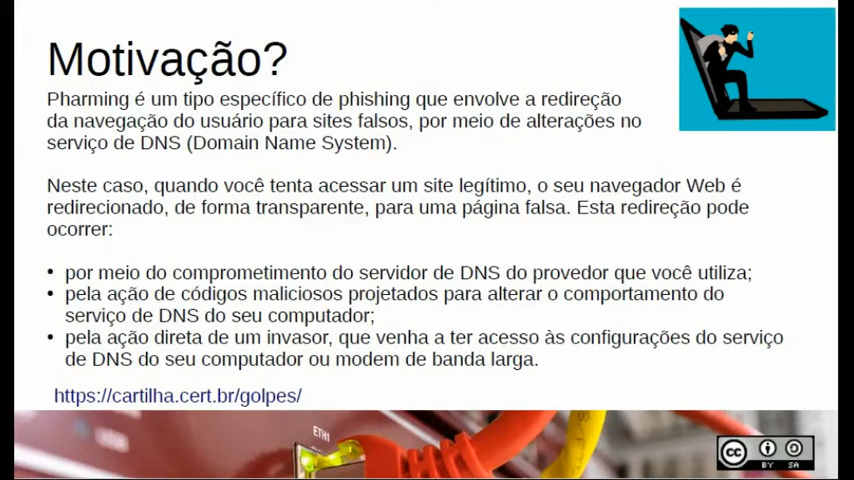 Motivação?
Pharming é um tipo específico de phishing que envolve a redireção
da navegação do usuário para sites falsos, por meio de alterações no
serviço de DNS (Domain Name System).
Neste caso, quando você tenta acessar um site legítimo, o seu navegador Web é
redirecionado, de forma transparente, para uma página falsa. Esta redireção pode
ocorrer:
• por meio do comprometimento do servidor de DNS do provedor que você utiliza;
• pela ação de códigos maliciosos projetados para alterar o comportamento do
serviço de DNS do seu computador;
• pela ação direta de um invasor, que venha a ter acesso às configurações do serviço
de DNS do seu computador ou modem de banda larga.
https://cartilha.cert.br/golpes/
ETH1
cc
BY SA